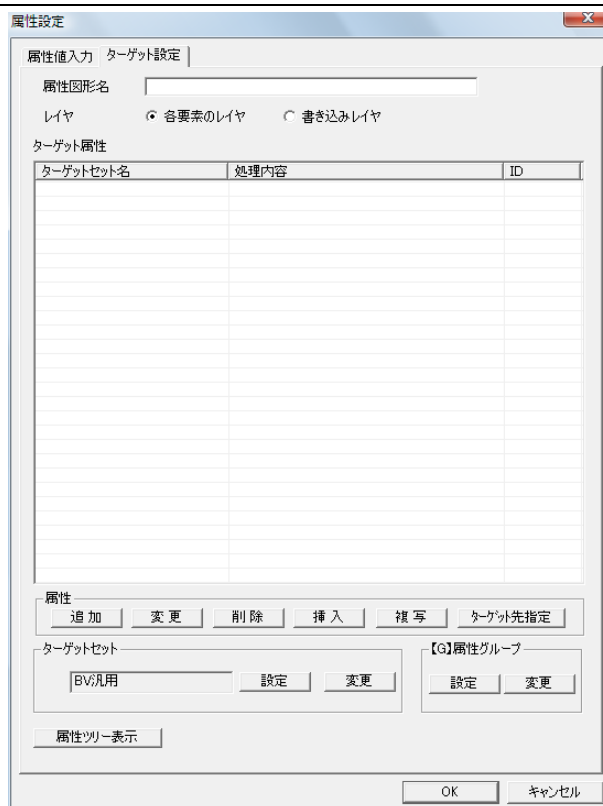 属性設定
属性値入力 ターゲット設定
属性図形名
レイヤ 各要素のレイヤ 書き込みレイヤ
ターゲット属性
ターゲットセット名 処理内容 ID
属性
追加 変更 削除 挿入 複写 ターゲット先指定
ターゲットセット 【G】属性グループ
BV汎用 設定 変更 設定 変更
属性ツリー表示
OK キャンセル